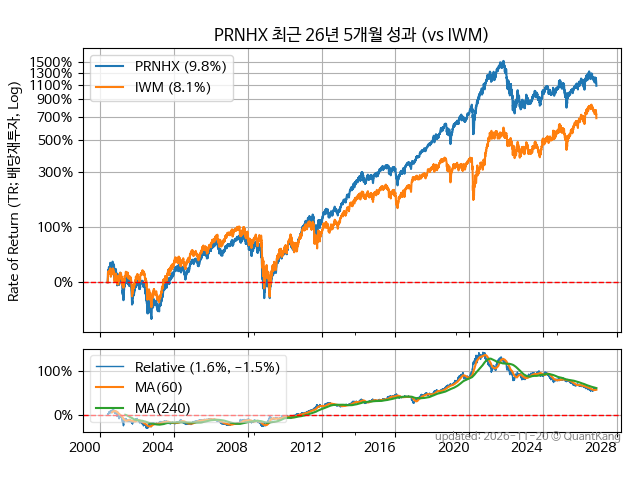 PRNHX 최근 26년 5개월 성과 (vs IWM)
Rate of Return (TR; 배당재투자, Log)
1500%
1300%
1100%
900%
700%
500%
300%
100%
0%
PRNHX (9.8%)
IWM (8.1%)
100%
0%
Relative (1.6%, −1.5%)
MA(60)
MA(240)
updated: 2026−11−20 © QuantKang
2000 2004 2008 2012 2016 2020 2024 2028